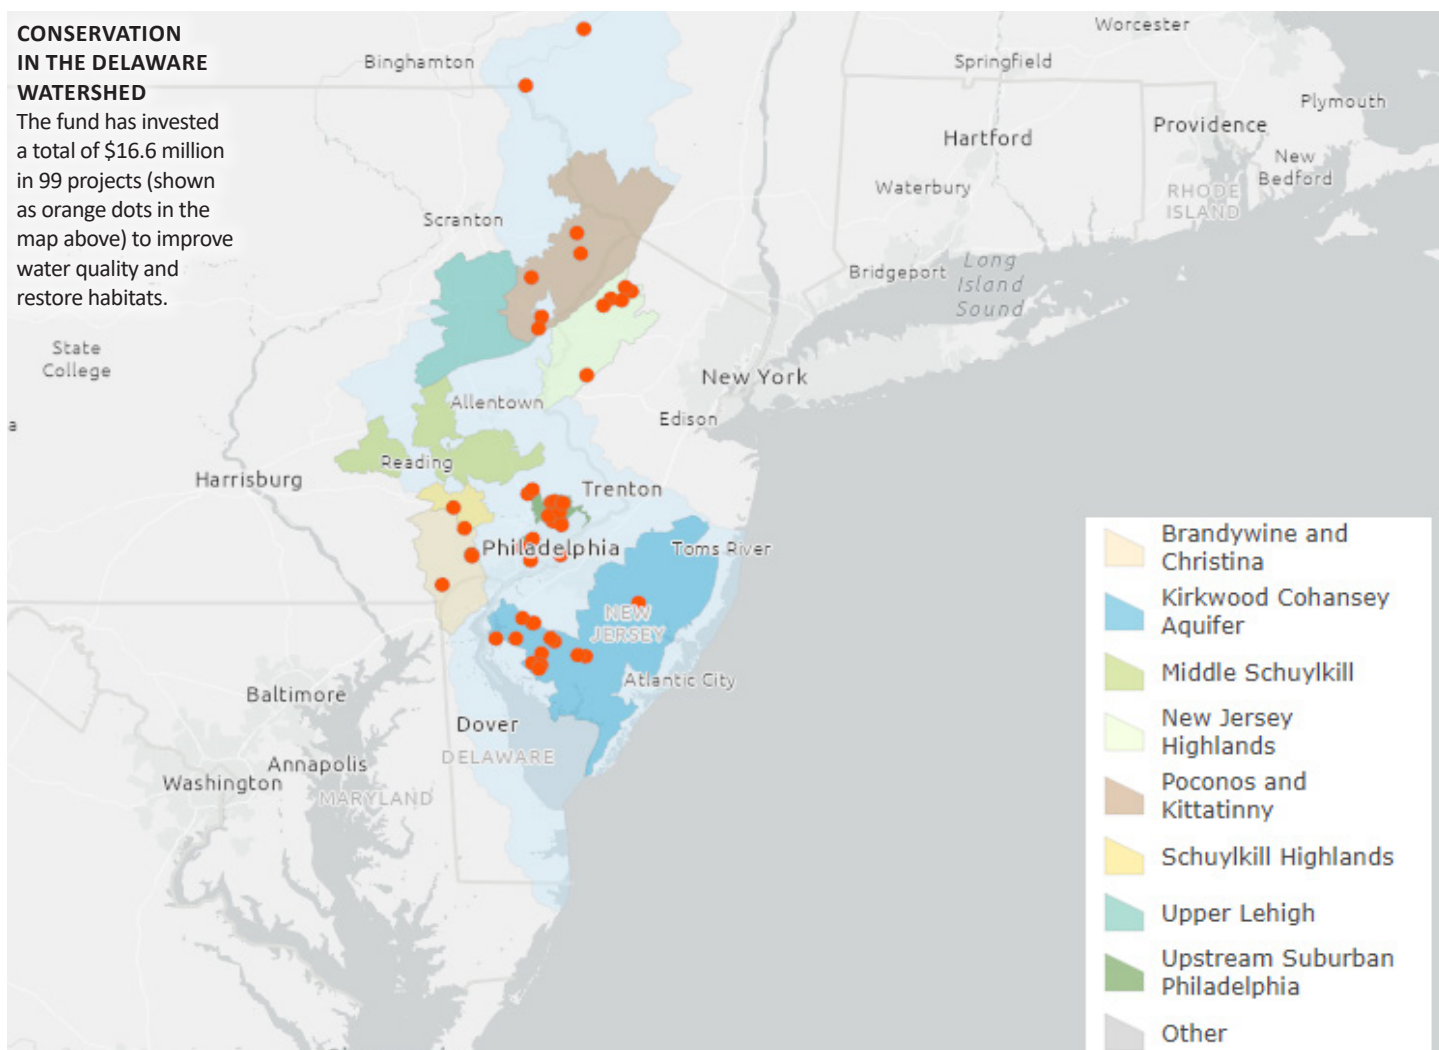 CONSERVATION
IN THE DELAWARE
WATERSHED
The fund has invested
a total of $16.6 million
in 99 projects (shown
as orange dots in the
map above) to improve
water quality and
restore habitats.
Worcester
Binghamton
Springfield
Plymouth
Providence
Hartford
New
Bedford
Waterbury
RHODE
ISLAND
Scranton
Bridgeport
Long
Island
Sound
State
College
New York
Allentown
Edison
a
Reading
Harrisburg
Trenton
Philadelphia
Toms River
NEW
JERSEY
Atlantic City
Baltimore
Dover
DELAWARE
Annapolis
Washington
MARYLAND
Brandywine and
Christina
Kirkwood Cohansey
Aquifer
Middle Schuylkill
New Jersey
Highlands
Poconos and
Kittatinny
Schuylkill Highlands
Upper Lehigh
Upstream Suburban
Philadelphia
Other